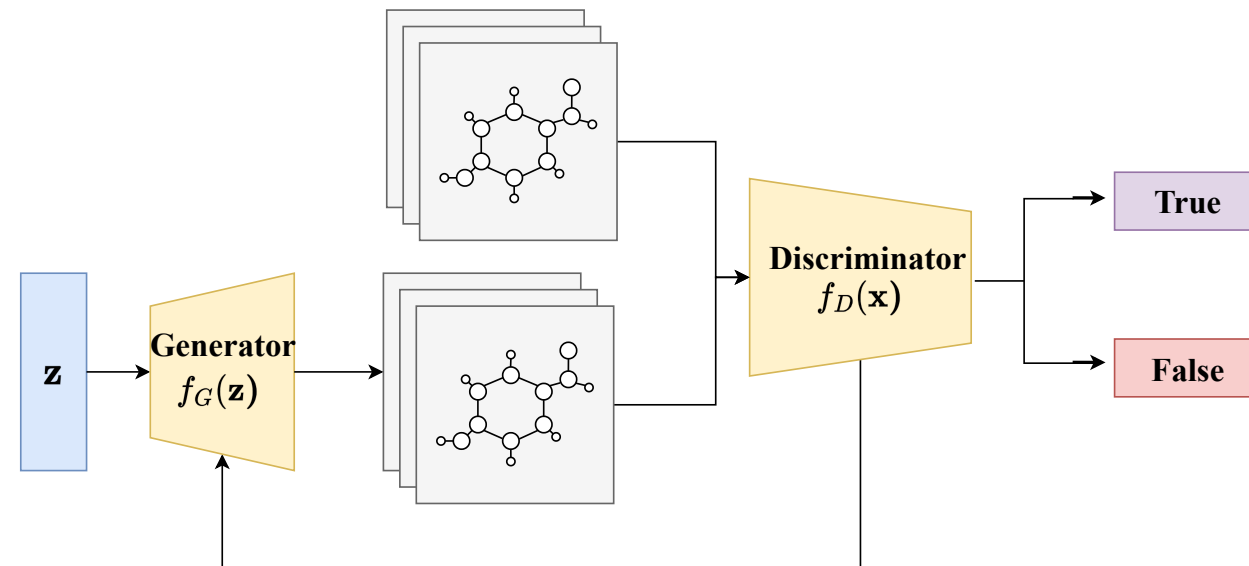 z
Generator
f_G(z)
Discriminator
f_D(x)
True
False